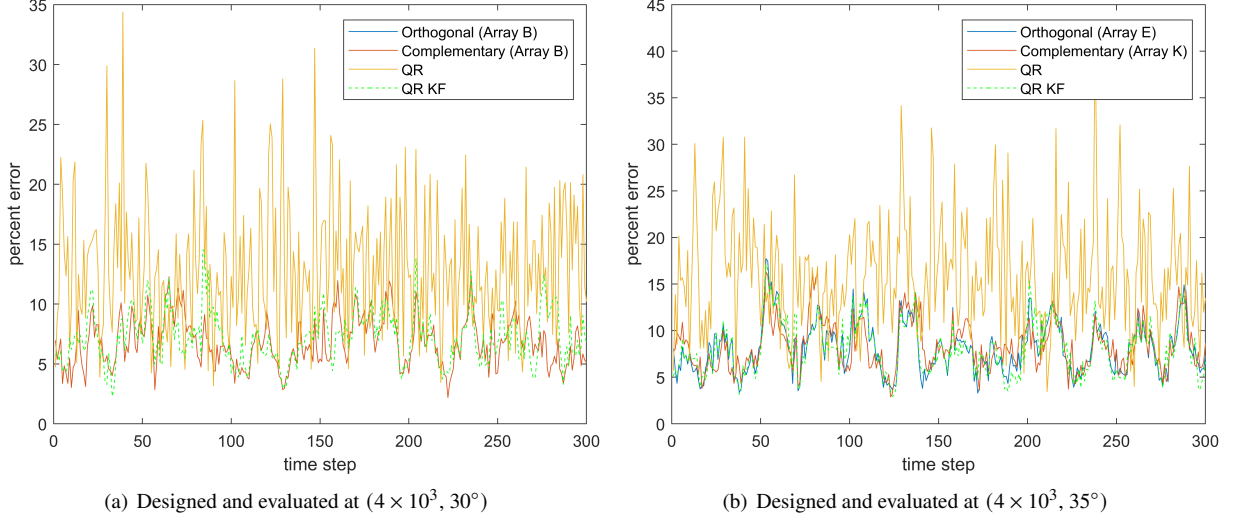 35
30
25
20
15
10
5
0
percent error
Orthogonal (Array B)
Complementary (Array B)
QR
QR KF
0
50
100
150
200
250
300
time step
(a) Designed and evaluated at (4 × 10³, 30°)
45
40
35
30
25
20
15
10
5
0
percent error
Orthogonal (Array E)
Complementary (Array K)
QR
QR KF
0
50
100
150
200
250
300
time step
(b) Designed and evaluated at (4 × 10³, 35°)